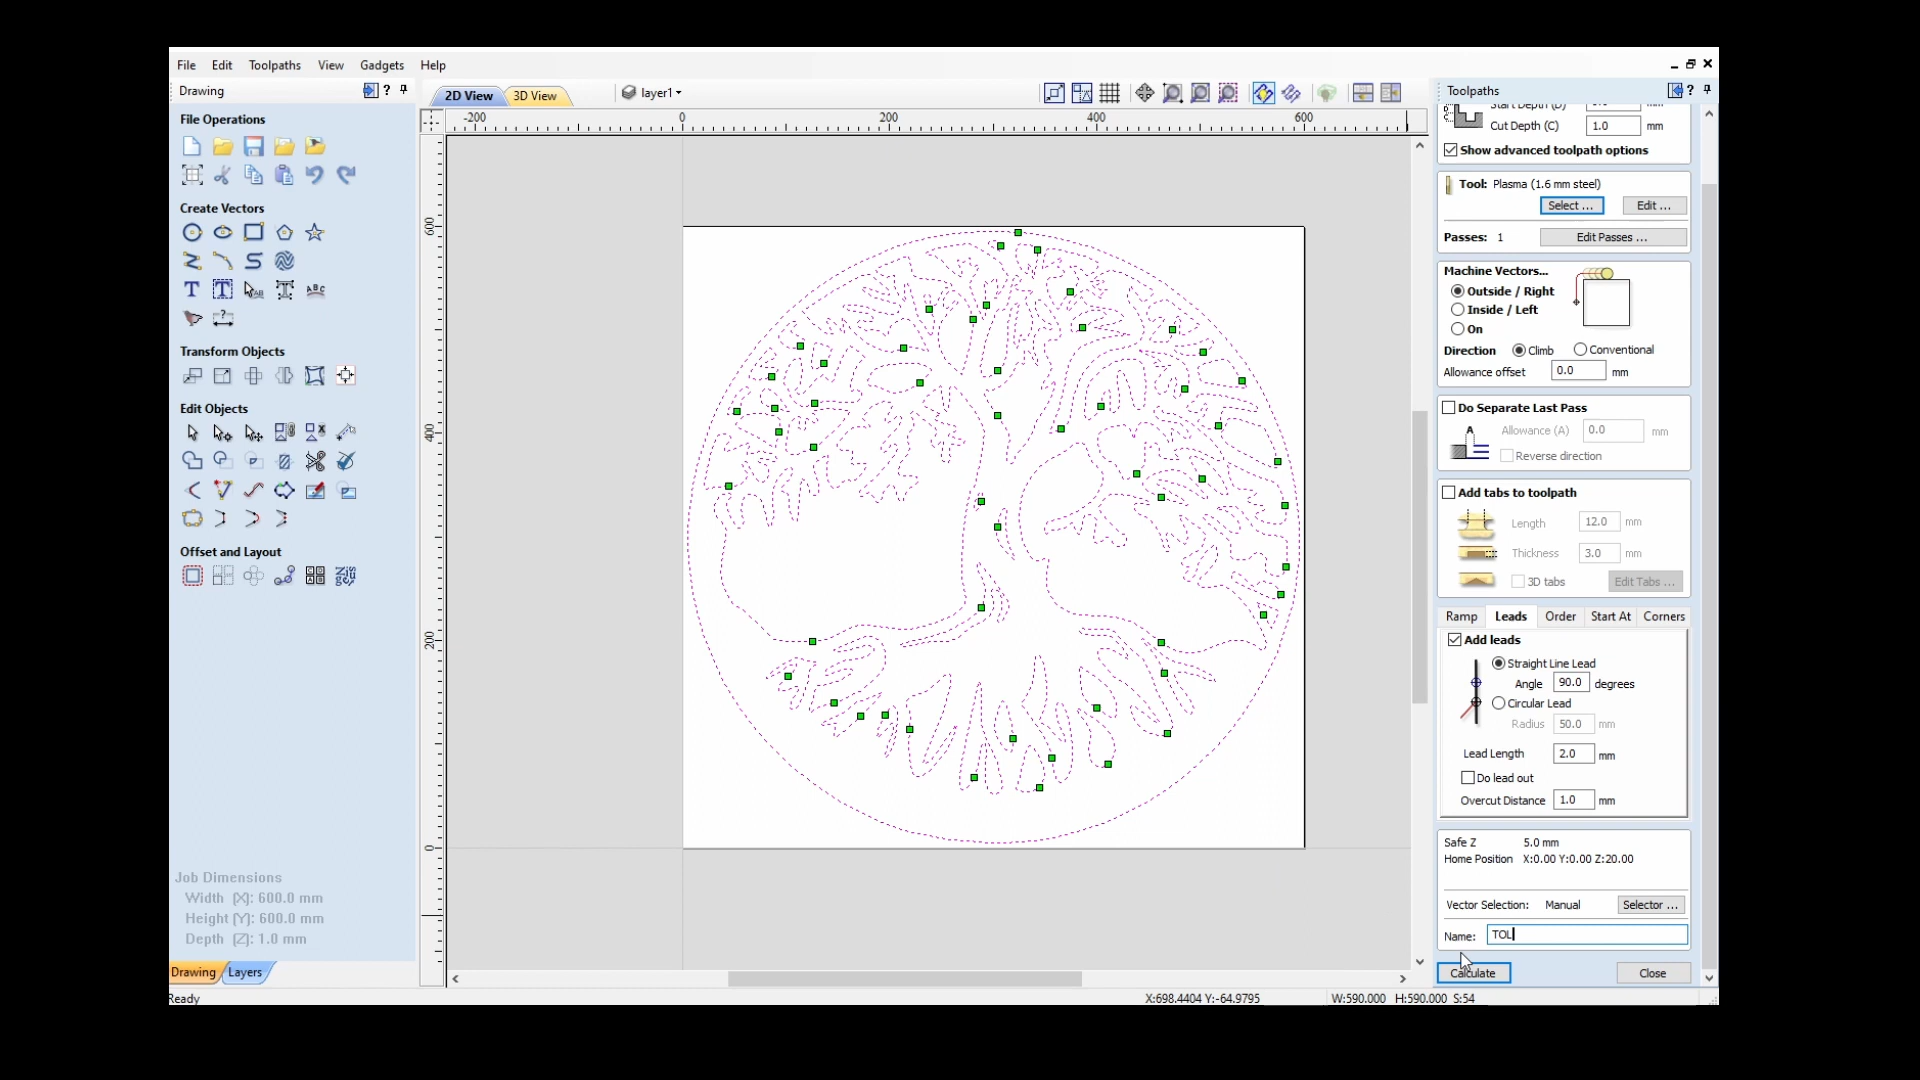 File Edit Toolpaths View Gadgets Help
Drawing
?
2D View 3D View
layer1
Toolpaths
?
File Operations
Create Vectors
Transform Objects
Edit Objects
Offset and Layout
Job Dimensions
Width (X): 600.0 mm
Height (Y): 600.0 mm
Depth (Z): 1.0 mm
Drawing Layers
Ready
-200 0 200 400 600
600
400
200
0
Cut Depth (C) 1.0 mm
Show advanced toolpath options
Tool: Plasma (1.6 mm steel)
Select ... Edit ...
Passes: 1 Edit Passes ...
Machine Vectors...
Outside / Right
Inside / Left
On
Direction Climb Conventional
Allowance offset 0.0 mm
Do Separate Last Pass
A Allowance (A) 0.0 mm
Reverse direction
Add tabs to toolpath
Length 12.0 mm
Thickness 3.0 mm
3D tabs Edit Tabs ...
Ramp Leads Order Start At Corners
Add leads
Straight Line Lead
Angle 90.0 degrees
Circular Lead
Radius 50.0 mm
Lead Length 2.0 mm
Do lead out
Overcut Distance 1.0 mm
Safe Z 5.0 mm
Home Position X:0.00 Y:0.00 Z:20.00
Vector Selection: Manual Selector ...
Name: TOL
Calculate Close
X:698.4404 Y:-64.9795 W:590.000 H:590.000 S:54